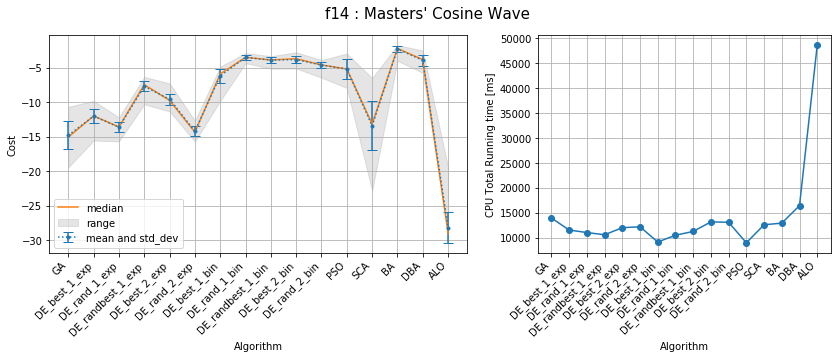 f14 : Masters' Cosine Wave
Cost
−5
−10
−15
−20
−25
−30
median
range
mean and std_dev
GA
DE_best_1_exp
DE_rand_1_exp
DE_randbest_1_exp
DE_best_2_exp
DE_rand_2_exp
DE_best_1_bin
DE_rand_1_bin
DE_randbest_1_bin
DE_best_2_bin
DE_rand_2_bin
PSO
SCA
BA
DBA
ALO
Algorithm
CPU Total Running time [ms]
50000
45000
40000
35000
30000
25000
20000
15000
10000
GA
DE_best_1_exp
DE_rand_1_exp
DE_randbest_1_exp
DE_best_2_exp
DE_rand_2_exp
DE_best_1_bin
DE_rand_1_bin
DE_randbest_1_bin
DE_best_2_bin
DE_rand_2_bin
PSO
SCA
BA
DBA
ALO
Algorithm